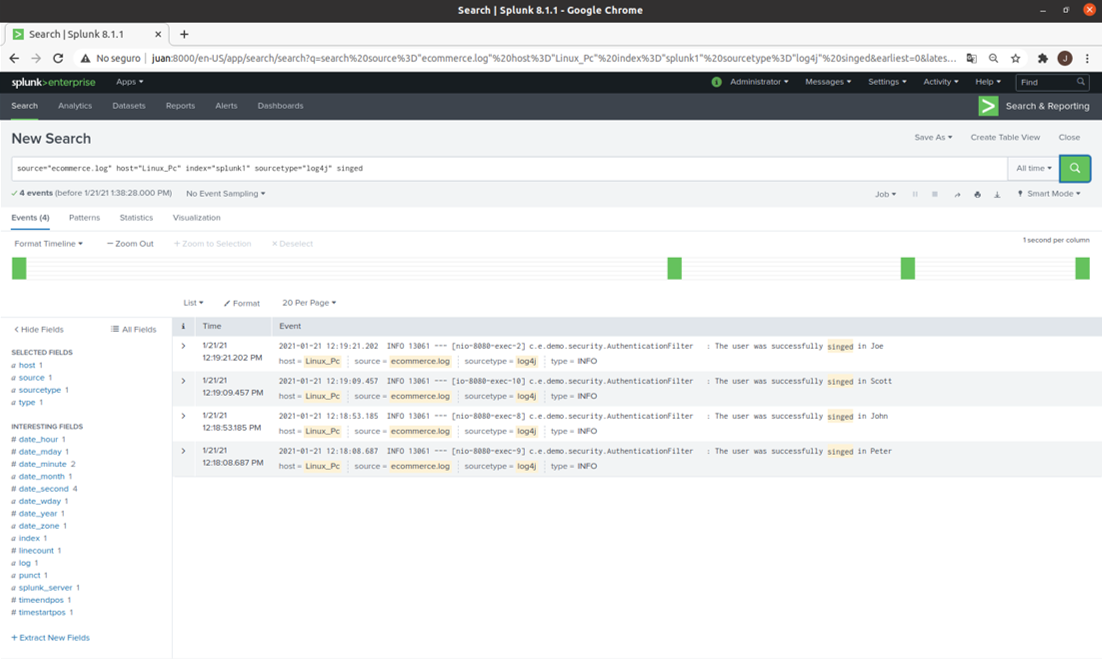 Search | Splunk 8.1.1 - Google Chrome
Search | Splunk 8.1.1
No seguro juan:8000/en-US/app/search/search?q=search%20source%3D"ecommerce.log"%20host%3D"Linux_Pc"%20index%3D"splunk1"%20sourcetype%3D"log4j"%20singed&earliest=0&lates... J
splunk>enterprise Apps Administrator Messages Settings Activity Help Find
Search Analytics Datasets Reports Alerts Dashboards Search & Reporting
New Search Save As Create Table View Close
source="ecommerce.log" host="Linux_Pc" index="splunk1" sourcetype="log4j" singed All time
4 events (before 1/21/21 1:38:28.000 PM) No Event Sampling Job Smart Mode
Events (4) Patterns Statistics Visualization
Format Timeline — Zoom Out + Zoom to Selection × Deselect 1 second per column
List Format 20 Per Page
< Hide Fields All Fields i Time Event
SELECTED FIELDS
a host 1
a source 1
a sourcetype 1
a type 1
INTERESTING FIELDS
# date_hour 1
# date_mday 1
# date_minute 2
a date_month 1
# date_second 4
a date_wday 1
# date_year 1
a date_zone 1
a index 1
# linecount 1
a log 1
a punct 1
a splunk_server 1
# timeendpos 1
# timestartpos 1
+ Extract New Fields
1/21/21 12:19:21.202 PM
2021-01-21 12:19:21.202 INFO 13061 --- [nio-8080-exec-2] c.e.demo.security.AuthenticationFilter : The user was successfully singed in Joe
host = Linux_Pc source = ecommerce.log sourcetype = log4j type = INFO
1/21/21 12:19:09.457 PM
2021-01-21 12:19:09.457 INFO 13061 --- [io-8080-exec-10] c.e.demo.security.AuthenticationFilter : The user was successfully singed in Scott
host = Linux_Pc source = ecommerce.log sourcetype = log4j type = INFO
1/21/21 12:18:53.185 PM
2021-01-21 12:18:53.185 INFO 13061 --- [nio-8080-exec-8] c.e.demo.security.AuthenticationFilter : The user was successfully singed in John
host = Linux_Pc source = ecommerce.log sourcetype = log4j type = INFO
1/21/21 12:18:08.687 PM
2021-01-21 12:18:08.687 INFO 13061 --- [nio-8080-exec-9] c.e.demo.security.AuthenticationFilter : The user was successfully singed in Peter
host = Linux_Pc source = ecommerce.log sourcetype = log4j type = INFO